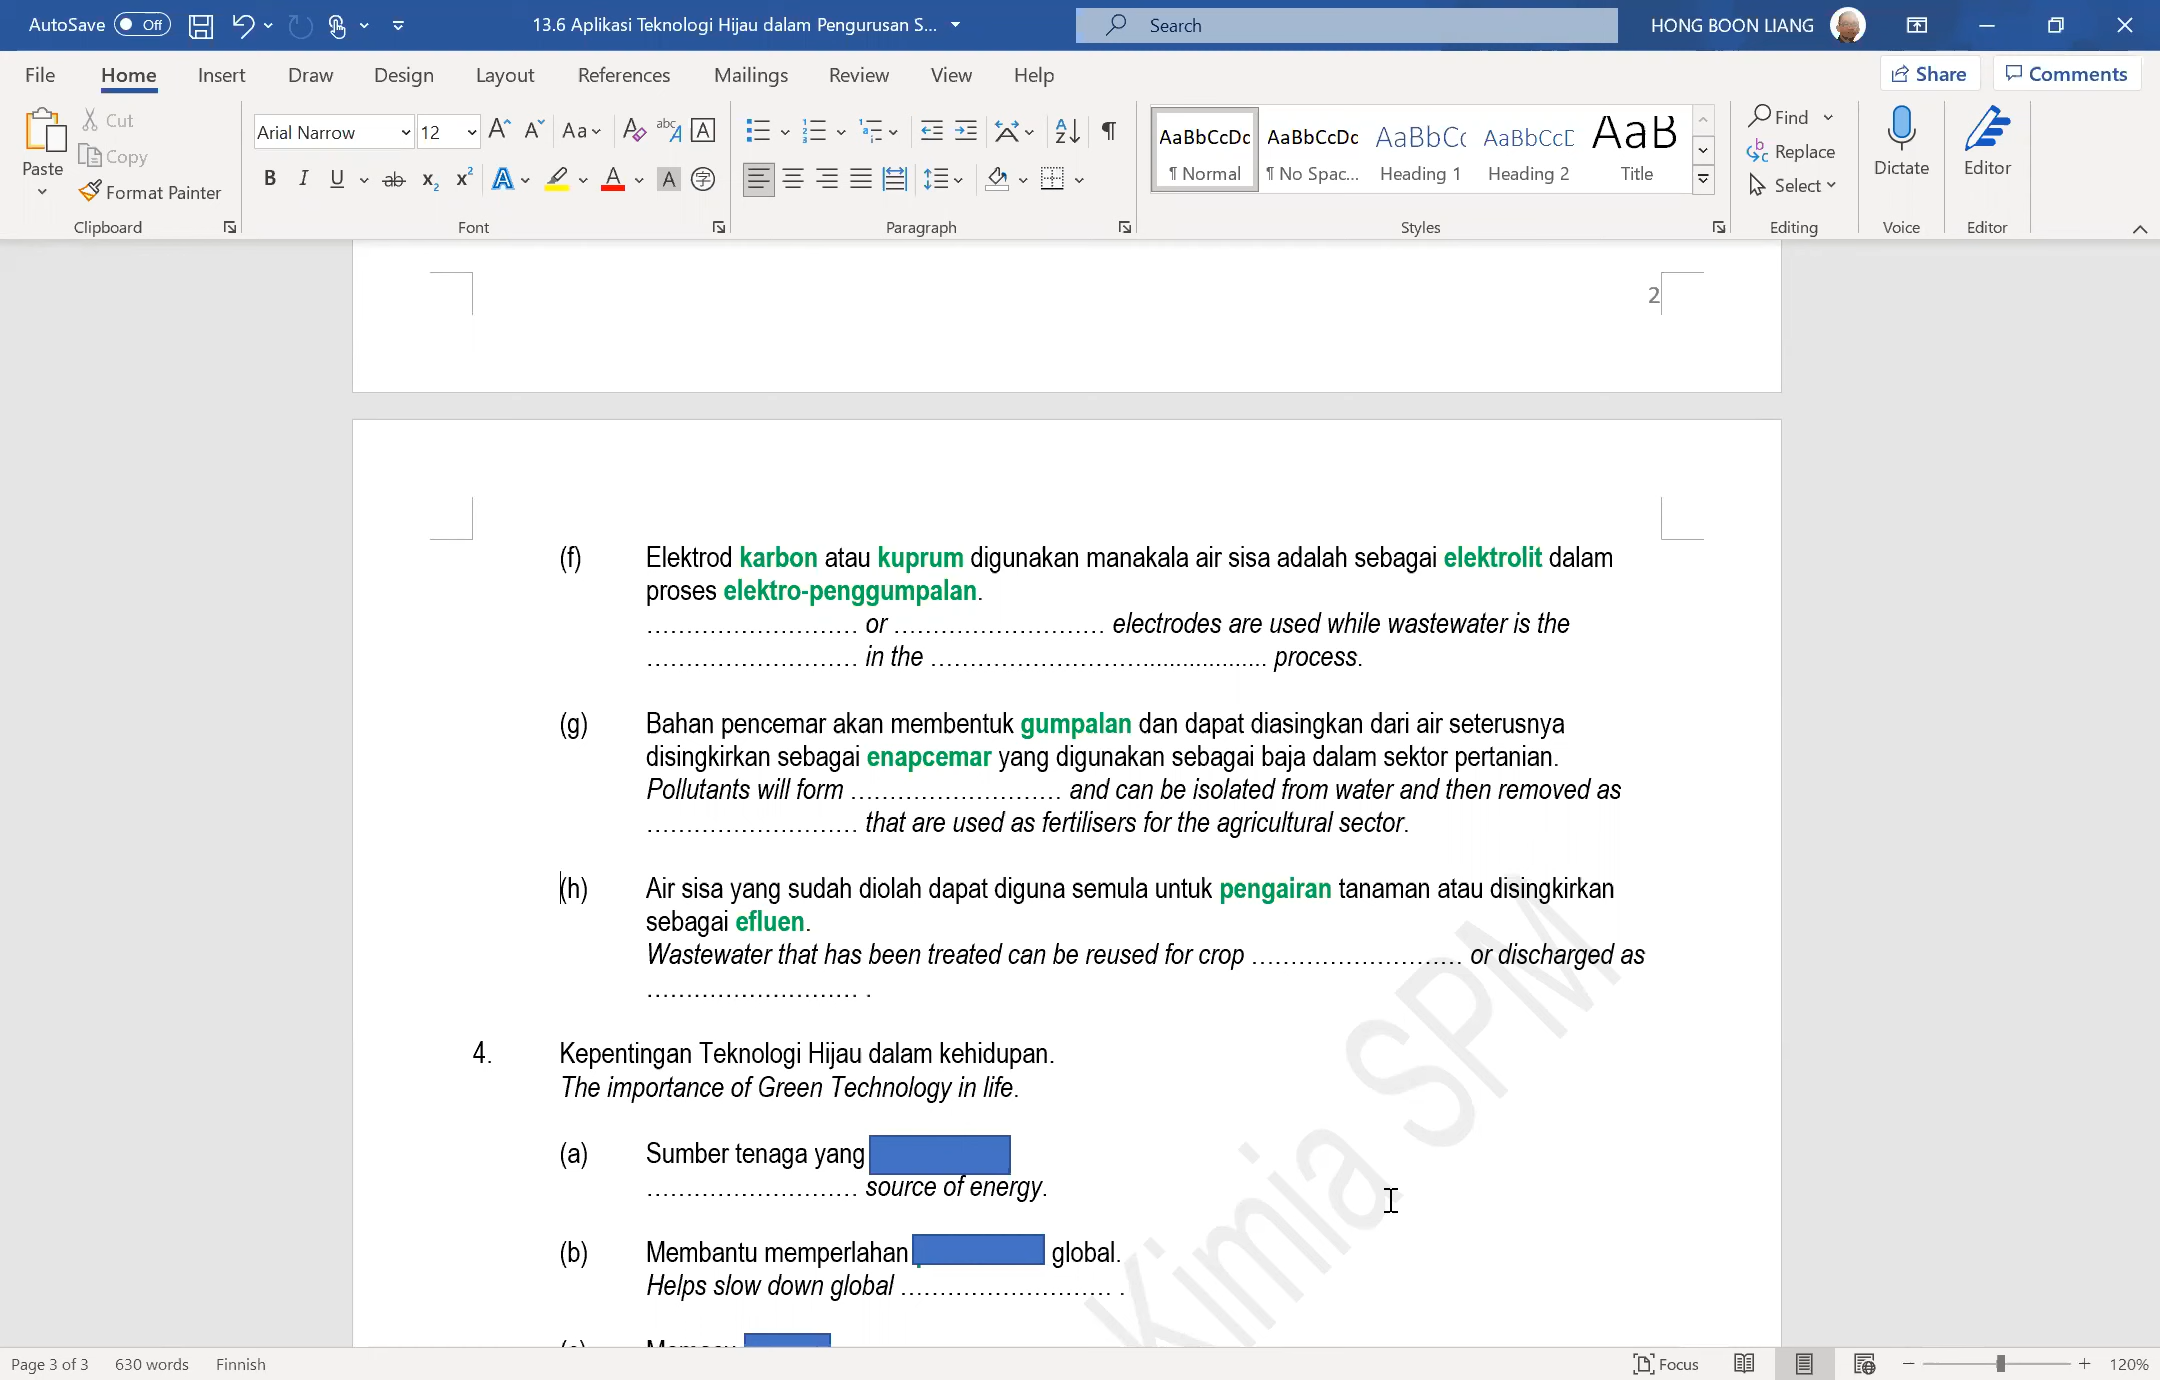 AutoSave Off 13.6 Aplikasi Teknologi Hijau dalam Pengurusan S... Search HONG BOON LIANG
File Home Insert Draw Design Layout References Mailings Review View Help Share Comments
Paste Cut Copy Format Painter
Clipboard
Arial Narrow 12
Font
Paragraph
AaBbCcDc AaBbCcDc AaBbCc AaBbCcD AaB
¶ Normal ¶ No Spac... Heading 1 Heading 2 Title
Styles
Find
Replace
Select
Editing
Dictate
Voice
Editor
Editor
2
(f) Elektrod karbon atau kuprum digunakan manakala air sisa adalah sebagai elektrolit dalam
proses elektro-penggumpalan.
............................ or ............................ electrodes are used while wastewater is the
............................ in the ............................................... process.
(g) Bahan pencemar akan membentuk gumpalan dan dapat diasingkan dari air seterusnya
disingkirkan sebagai enapcemar yang digunakan sebagai baja dalam sektor pertanian.
Pollutants will form ............................ and can be isolated from water and then removed as
............................ that are used as fertilisers for the agricultural sector.
(h) Air sisa yang sudah diolah dapat diguna semula untuk pengairan tanaman atau disingkirkan
sebagai efluen.
Wastewater that has been treated can be reused for crop ............................ or discharged as
............................ .
4. Kepentingan Teknologi Hijau dalam kehidupan.
The importance of Green Technology in life.
(a) Sumber tenaga yang
............................ source of energy.
(b) Membantu memperlahan global.
Helps slow down global ............................ .
Kimia SPM
Page 3 of 3 630 words Finnish Focus 120%